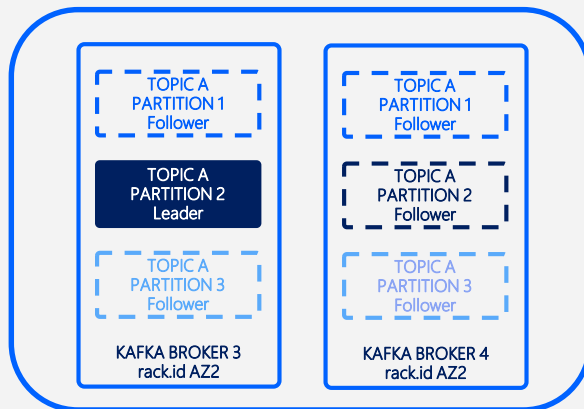 TOPIC A
PARTITION 1
Follower
TOPIC A
PARTITION 2
Leader
TOPIC A
PARTITION 3
Follower
KAFKA BROKER 3
rack.id AZ2
TOPIC A
PARTITION 1
Follower
TOPIC A
PARTITION 2
Follower
TOPIC A
PARTITION 3
Follower
KAFKA BROKER 4
rack.id AZ2